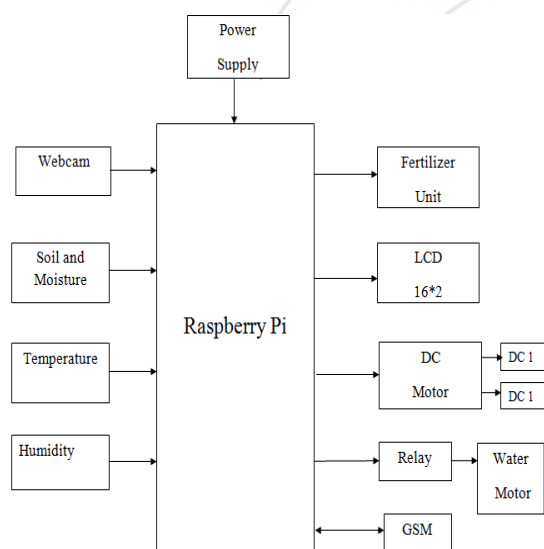 Power
Supply
Webcam
Soil and
Moisture
Temperature
Humidity
Raspberry Pi
Fertilizer
Unit
LCD
16*2
DC
Motor
DC 1
DC 1
Relay
Water
Motor
GSM